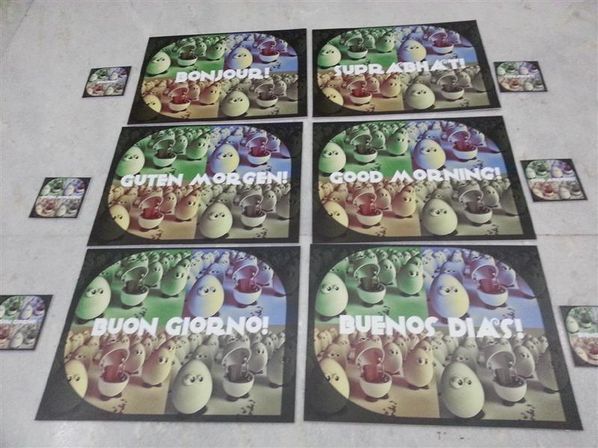 BONJOUR!
SUPRABHAT!
GUTEN MORGEN!
GOOD MORNING!
BUON GIORNO!
BUENOS DIAS!